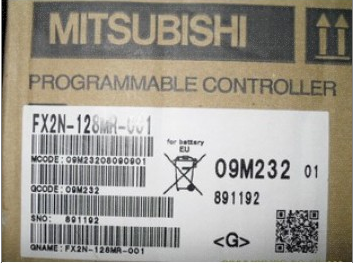 MITSUBISHI
PROGRAMMABLE CONTROLLER
FX2N-128MR-001
MCODE: 09M23208090901
QCODE: 09M232
SNO: 891192
QNAME: FX2N-128MR-001
for battery
EU
09M232 01
891192
<G>